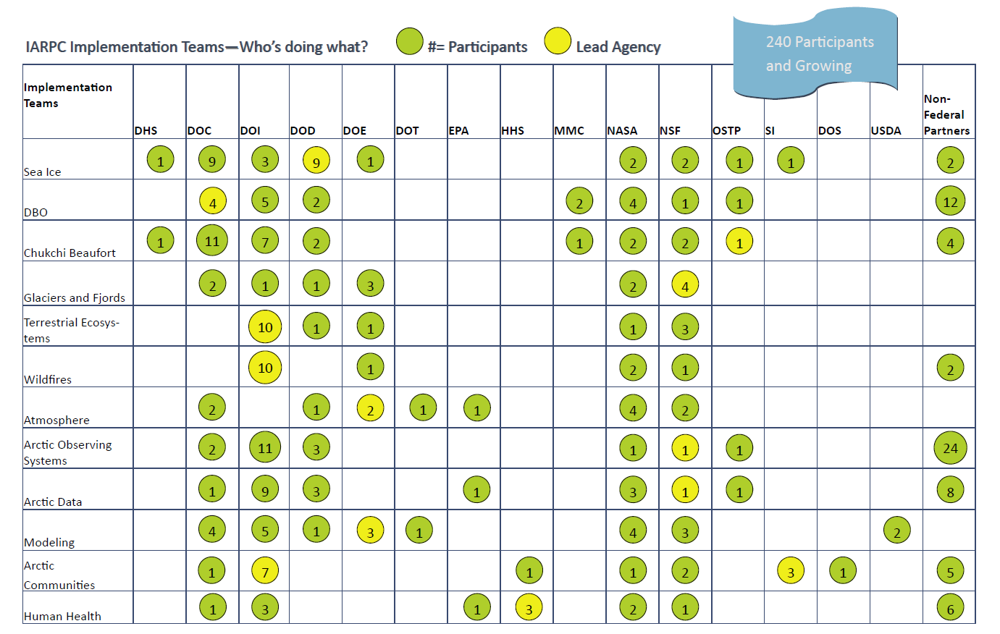 IARPC Implementation Teams—Who's doing what?
#= Participants
Lead Agency
240 Participants
and Growing
Implementation
Teams
DHS DOC DOI DOD DOE DOT EPA HHS MMC NASA NSF OSTP SI DOS USDA
Non-
Federal
Partners
Sea Ice 1 9 3 9 1 2 2 1 1 2
DBO 4 5 2 2 4 1 1 12
Chukchi Beaufort 1 11 7 2 1 2 2 1 4
Glaciers and Fjords 2 1 1 3 2 4
Terrestrial Ecosys-
tems 10 1 1 1 3
Wildfires 10 1 2 1 2
Atmosphere 2 1 2 1 1 4 2
Arctic Observing
Systems 2 11 3 1 1 1 24
Arctic Data 1 9 3 1 3 1 1 8
Modeling 4 5 1 3 1 4 3 2
Arctic
Communities 1 7 1 1 2 3 1 5
Human Health 1 3 1 3 2 1 6